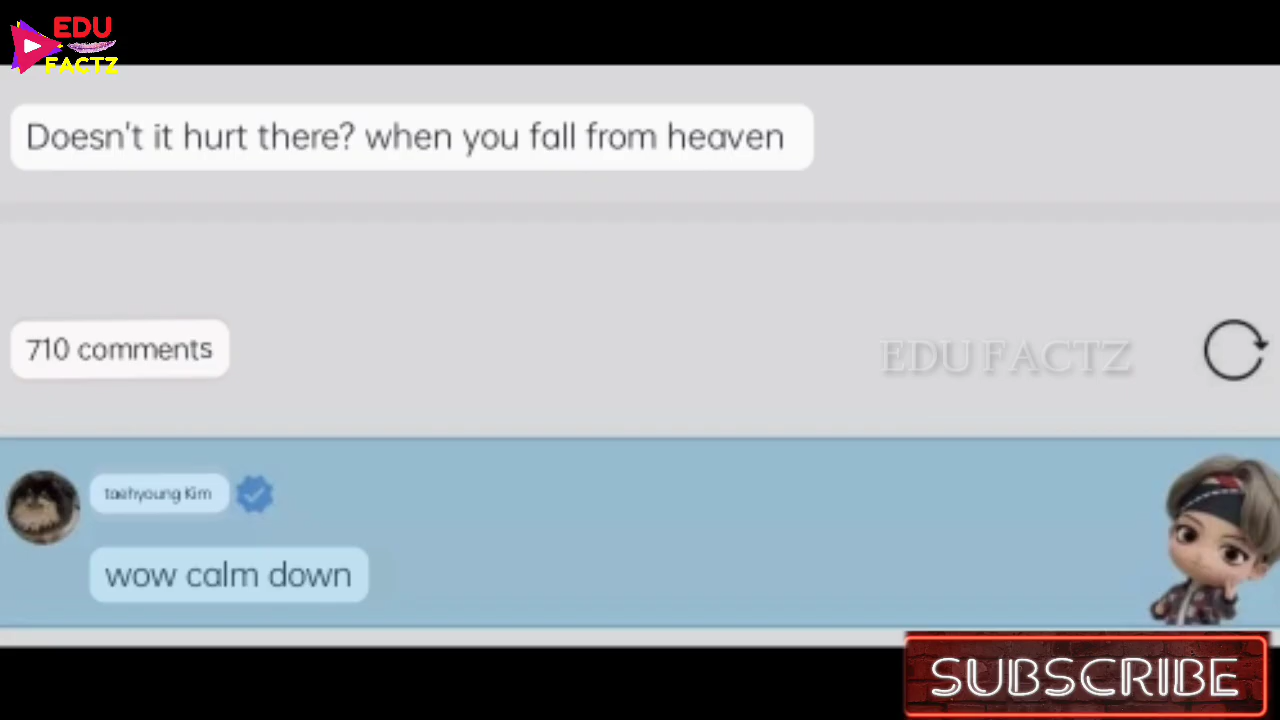 EDU
FACTZ
Doesn't it hurt there? when you fall from heaven
710 comments
EDU FACTZ
taehyoung Kim
wow calm down
SUBSCRIBE